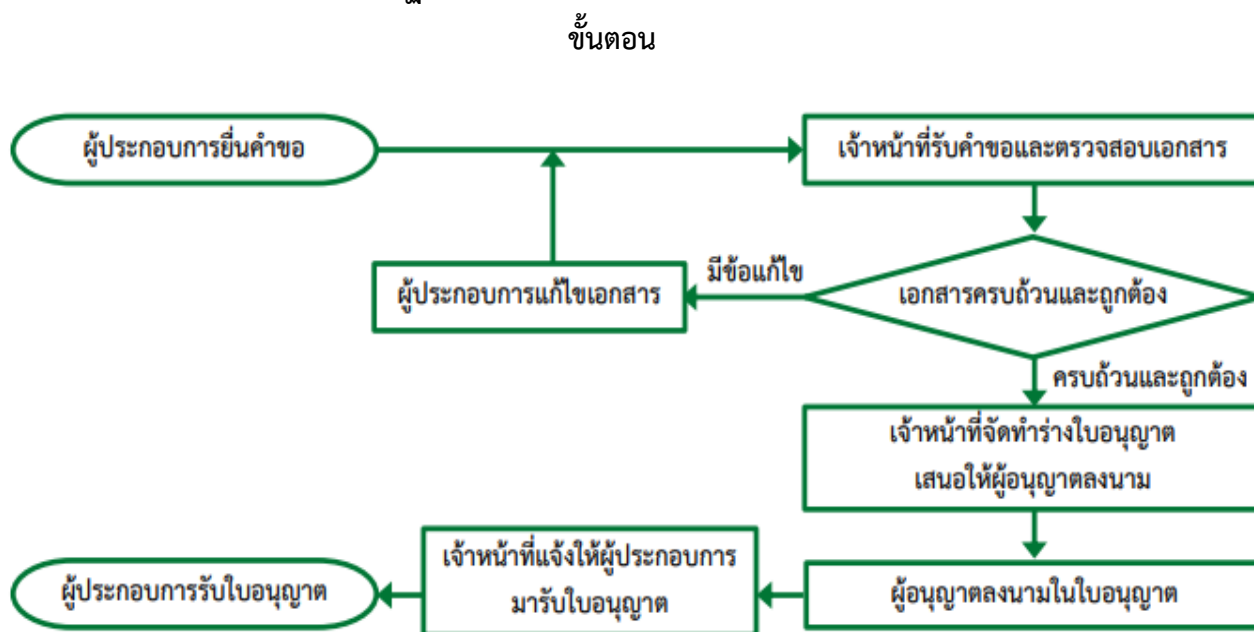 ขั้นตอน
ผู้ประกอบการยื่นคำขอ
เจ้าหน้าที่รับคำขอและตรวจสอบเอกสาร
มีข้อแก้ไข
ผู้ประกอบการแก้ไขเอกสาร
เอกสารครบถ้วนและถูกต้อง
ครบถ้วนและถูกต้อง
เจ้าหน้าที่จัดทำร่างใบอนุญาต
เสนอให้ผู้อนุญาตลงนาม
ผู้อนุญาตลงนามในใบอนุญาต
เจ้าหน้าที่แจ้งให้ผู้ประกอบการ
มารับใบอนุญาต
ผู้ประกอบการรับใบอนุญาต